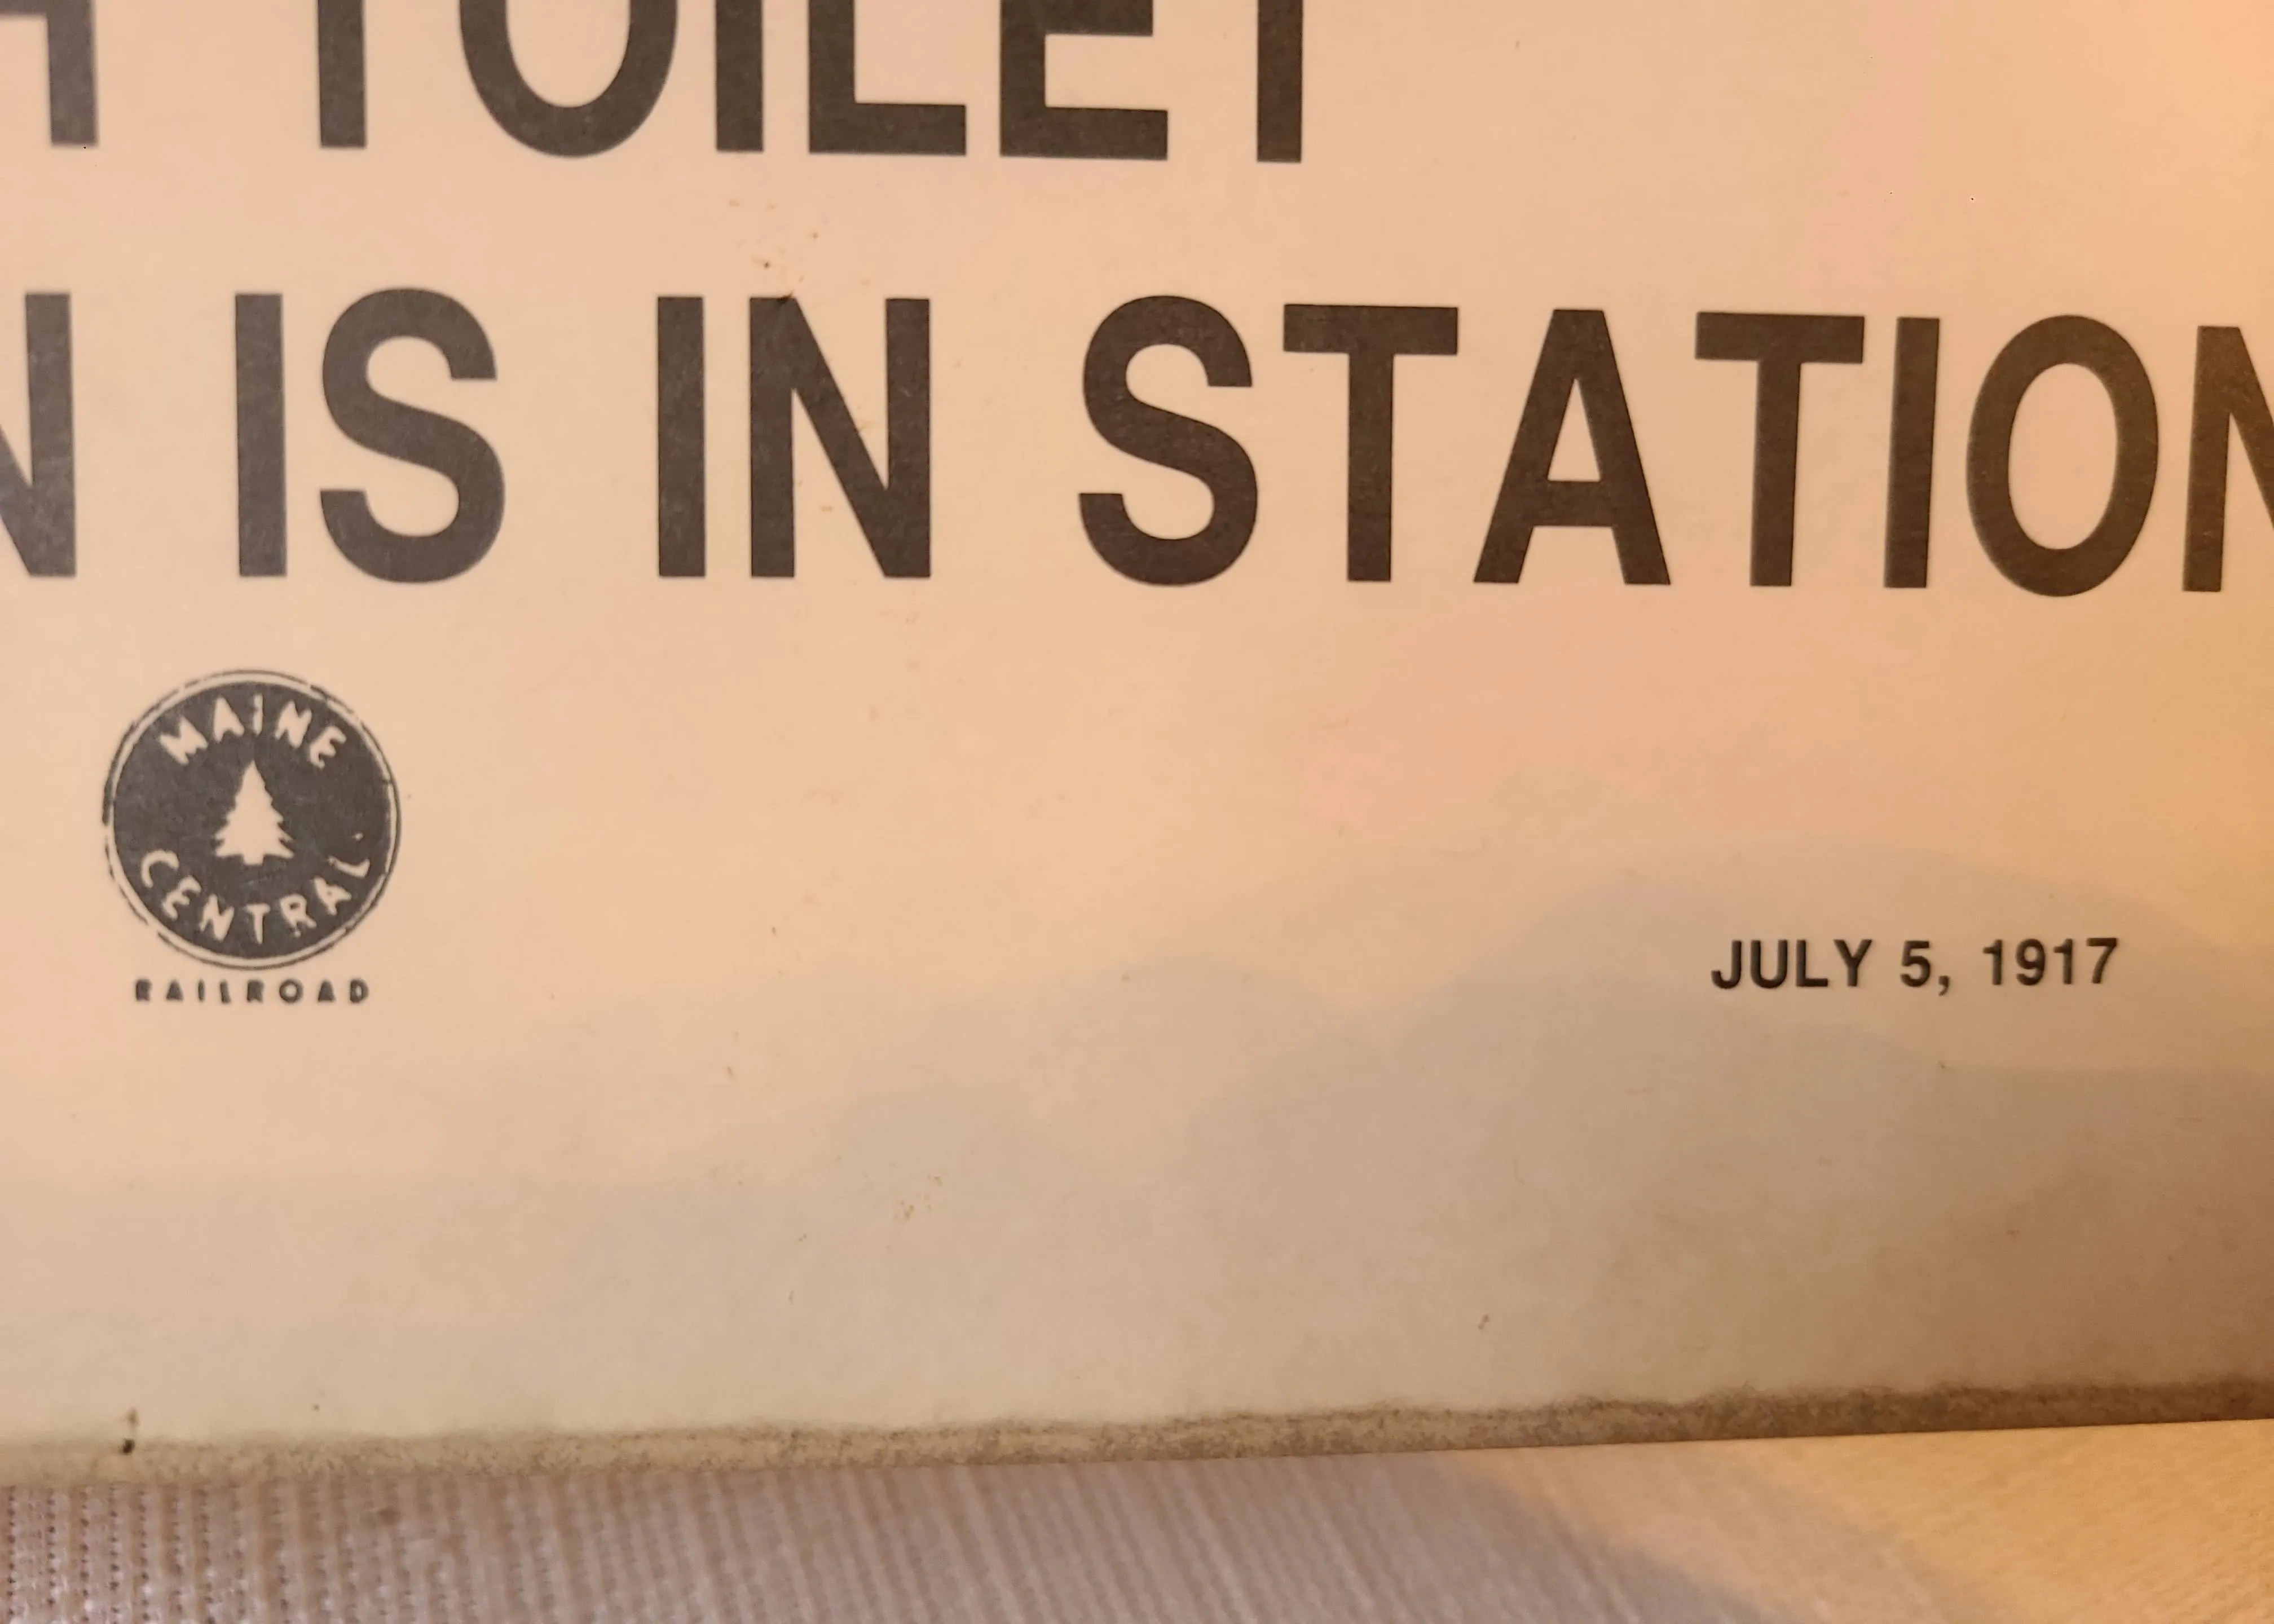 H TOILET
N IS IN STATION
MAINE
CENTRAL
RAILROAD
JULY 5, 1917